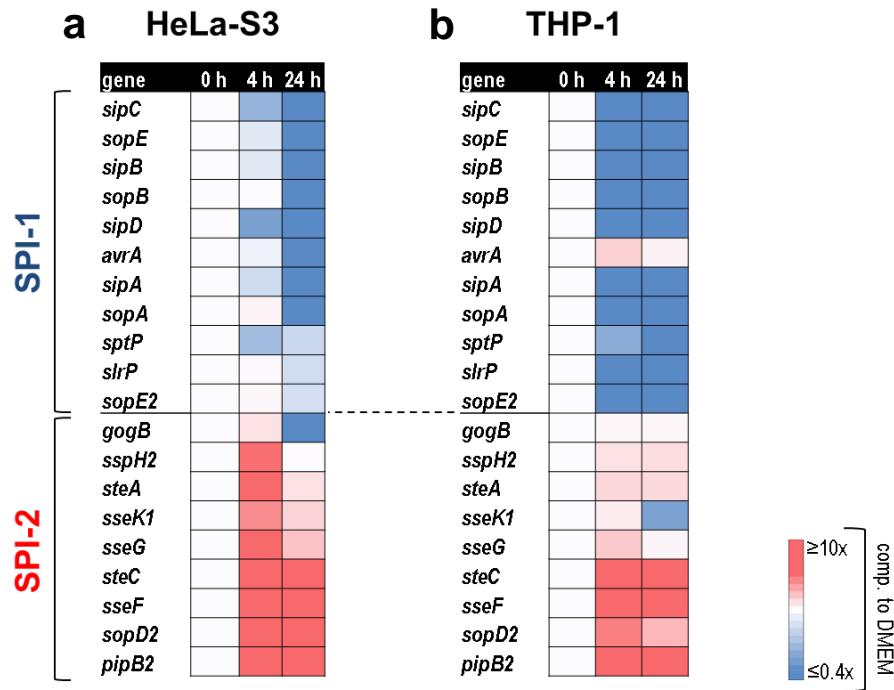 a HeLa-S3
b THP-1
gene 0 h 4 h 24 h
gene 0 h 4 h 24 h
SPI-1
sipC
sopE
sipB
sopB
sipD
avrA
sipA
sopA
sptP
slrP
sopE2
SPI-2
gogB
sspH2
steA
sseK1
sseG
steC
sseF
sopD2
pipB2
sipC
sopE
sipB
sopB
sipD
avrA
sipA
sopA
sptP
slrP
sopE2
gogB
sspH2
steA
sseK1
sseG
steC
sseF
sopD2
pipB2
≥10x
≤0.4x
comp. to DMEM